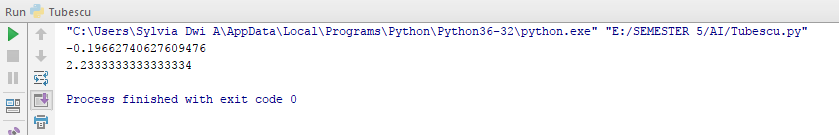 Run Tubescu
"C:\Users\Sylvia Dwi A\AppData\Local\Programs\Python\Python36-32\python.exe" "E:/SEMESTER 5/AI/Tubescu.py"
-0.19662740627609476
2.2333333333333334
Process finished with exit code 0